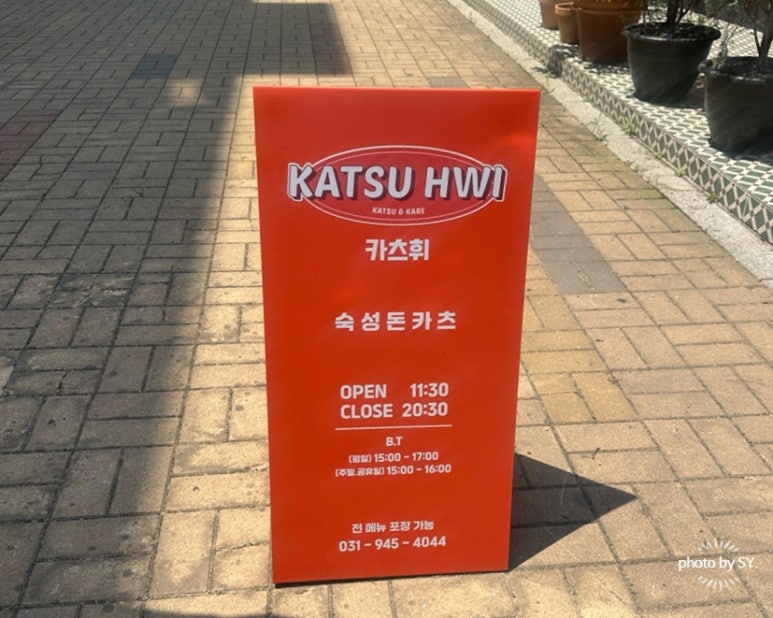 KATSU HWI
KATSU & KARE
카츠휘
숙성돈카츠
OPEN 11:30
CLOSE 20:30
B.T
(평일) 15:00 - 17:00
(주말,공휴일) 15:00 - 16:00
전 메뉴 포장 가능
031 - 945 - 4044
photo by SY.